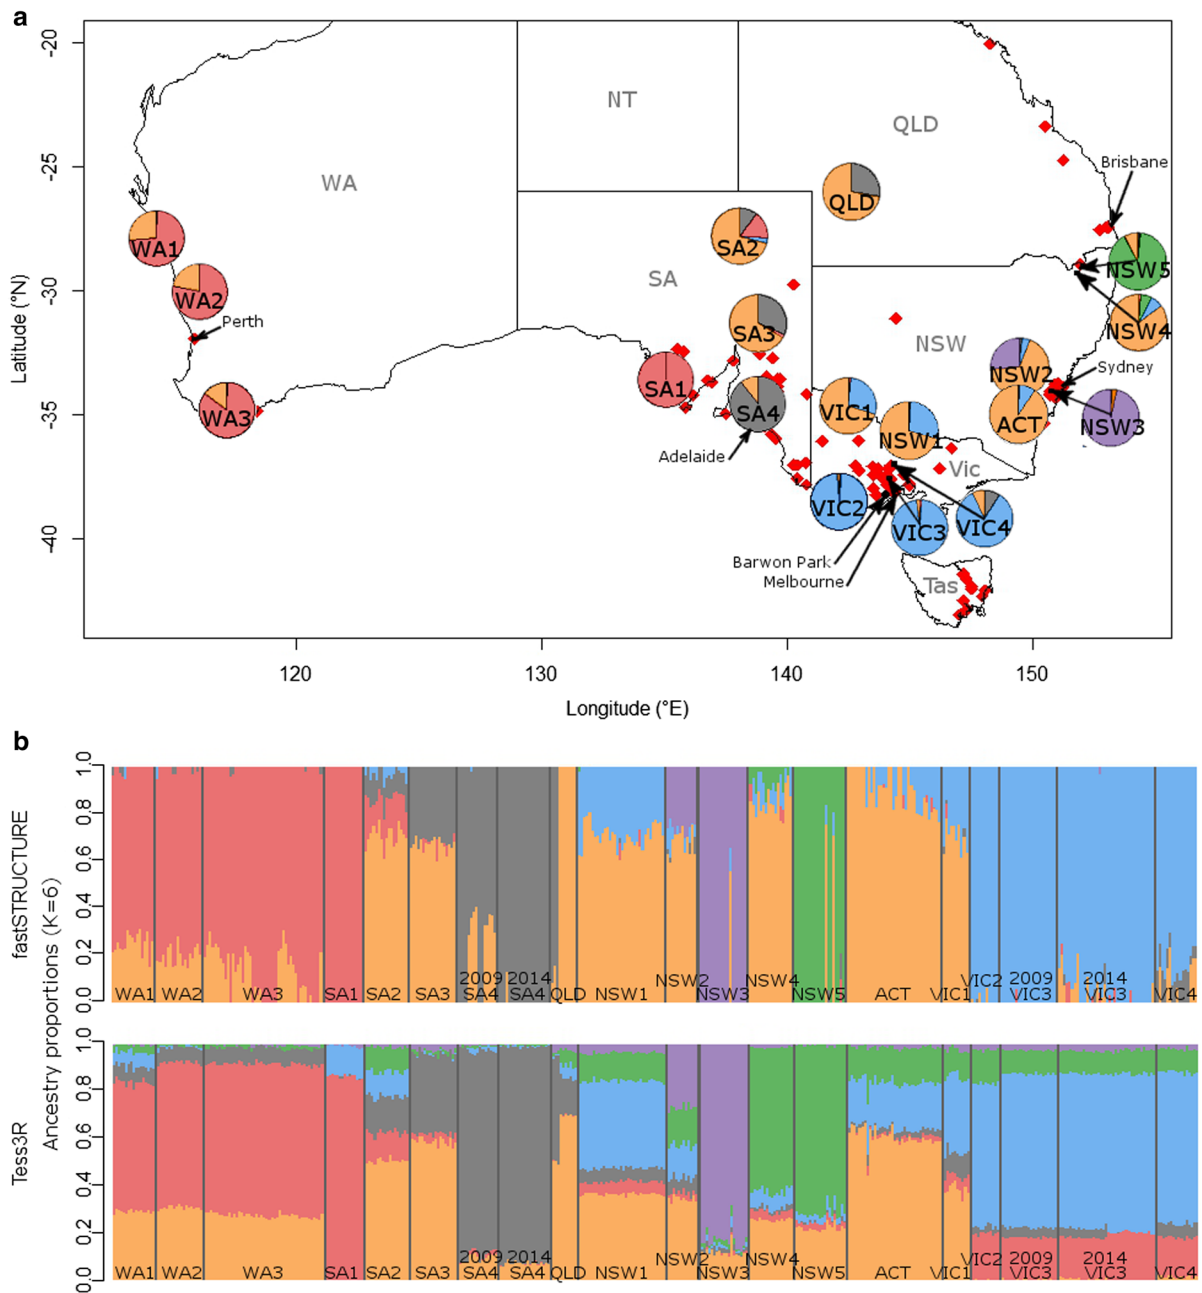 a
-20
-25
-30
-35
-40
Latitude (°N)
NT
QLD
WA
Brisbane
QLD
WA1
SA2
NSW5
SA
WA2
Perth
SA3
NSW4
NSW
NSW2
Sydney
SA1
WA3
SA4
VIC1
ACT
NSW3
NSW1
Adelaide
Vic
VIC2
VIC3
VIC4
Barwon Park
Melbourne
Tas
120 130 140 150
Longitude (°E)
b
fastSTRUCTURE
Ancestry proportions (K=6)
1.0
0.8
0.6
0.4
0.2
0.0
2009 2014 NSW2 NSW4 VIC2 2009 2014
WA1 WA2 WA3 SA1 SA2 SA3 SA4 SA4 QLD NSW1 NSW3 NSW5 ACT VIC1 VIC3 VIC3 VIC4
Tess3R
1.0
0.8
0.6
0.4
0.2
0.0
2009 2014 NSW2 NSW4 VIC2 2009 2014
WA1 WA2 WA3 SA1 SA2 SA3 SA4 SA4 QLD NSW1 NSW3 NSW5 ACT VIC1 VIC3 VIC3 VIC4